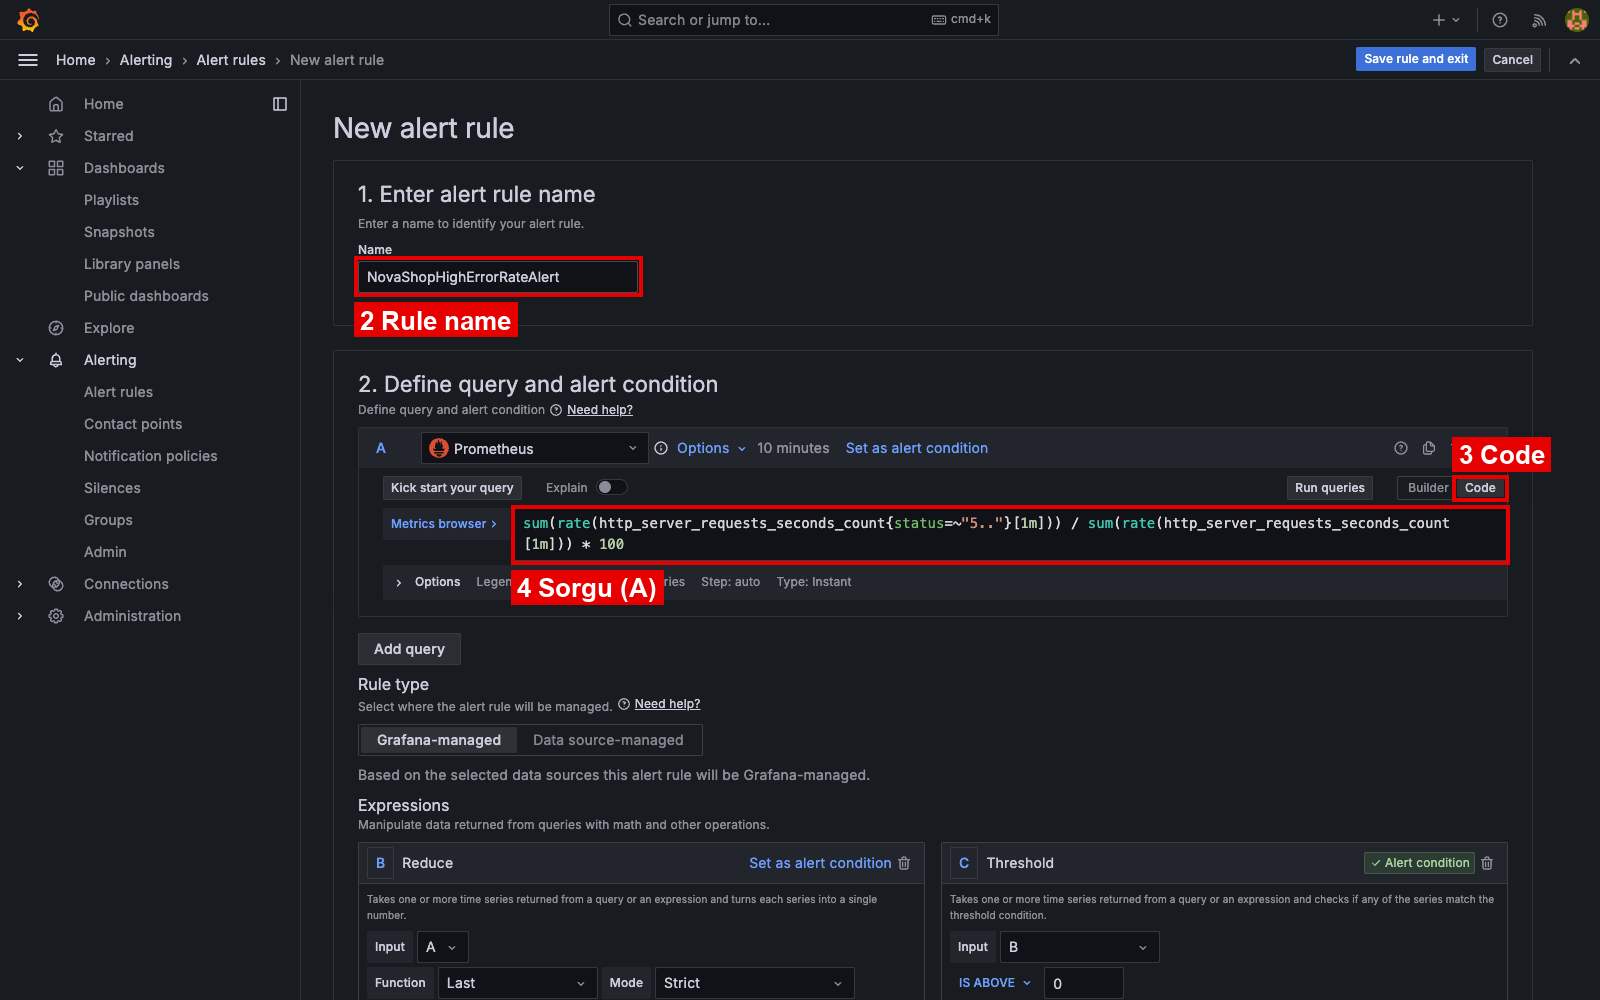 Search or jump to...
cmd+k
Home › Alerting › Alert rules › New alert rule
Save rule and exit
Cancel
Home
Starred
Dashboards
Playlists
Snapshots
Library panels
Public dashboards
Explore
Alerting
Alert rules
Contact points
Notification policies
Silences
Groups
Admin
Connections
Administration
New alert rule
1. Enter alert rule name
Enter a name to identify your alert rule.
Name
NovaShopHighErrorRateAlert
2 Rule name
2. Define query and alert condition
Define query and alert condition Need help?
A Prometheus Options 10 minutes Set as alert condition
3 Code
Kick start your query Explain Run queries Builder Code
Metrics browser >
sum(rate(http_server_requests_seconds_count{status=~"5.."}[1m])) / sum(rate(http_server_requests_seconds_count
[1m])) * 100
Options Step: auto Type: Instant
4 Sorgu (A)
Add query
Rule type
Select where the alert rule will be managed. Need help?
Grafana-managed Data source-managed
Based on the selected data sources this alert rule will be Grafana-managed.
Expressions
Manipulate data returned from queries with math and other operations.
B Reduce Set as alert condition
Takes one or more time series returned from a query or an expression and turns each series into a single
number.
Input A
Function Last Mode Strict
C Threshold Alert condition
Takes one or more time series returned from a query or an expression and checks if any of the series match the
threshold condition.
Input B
IS ABOVE 0